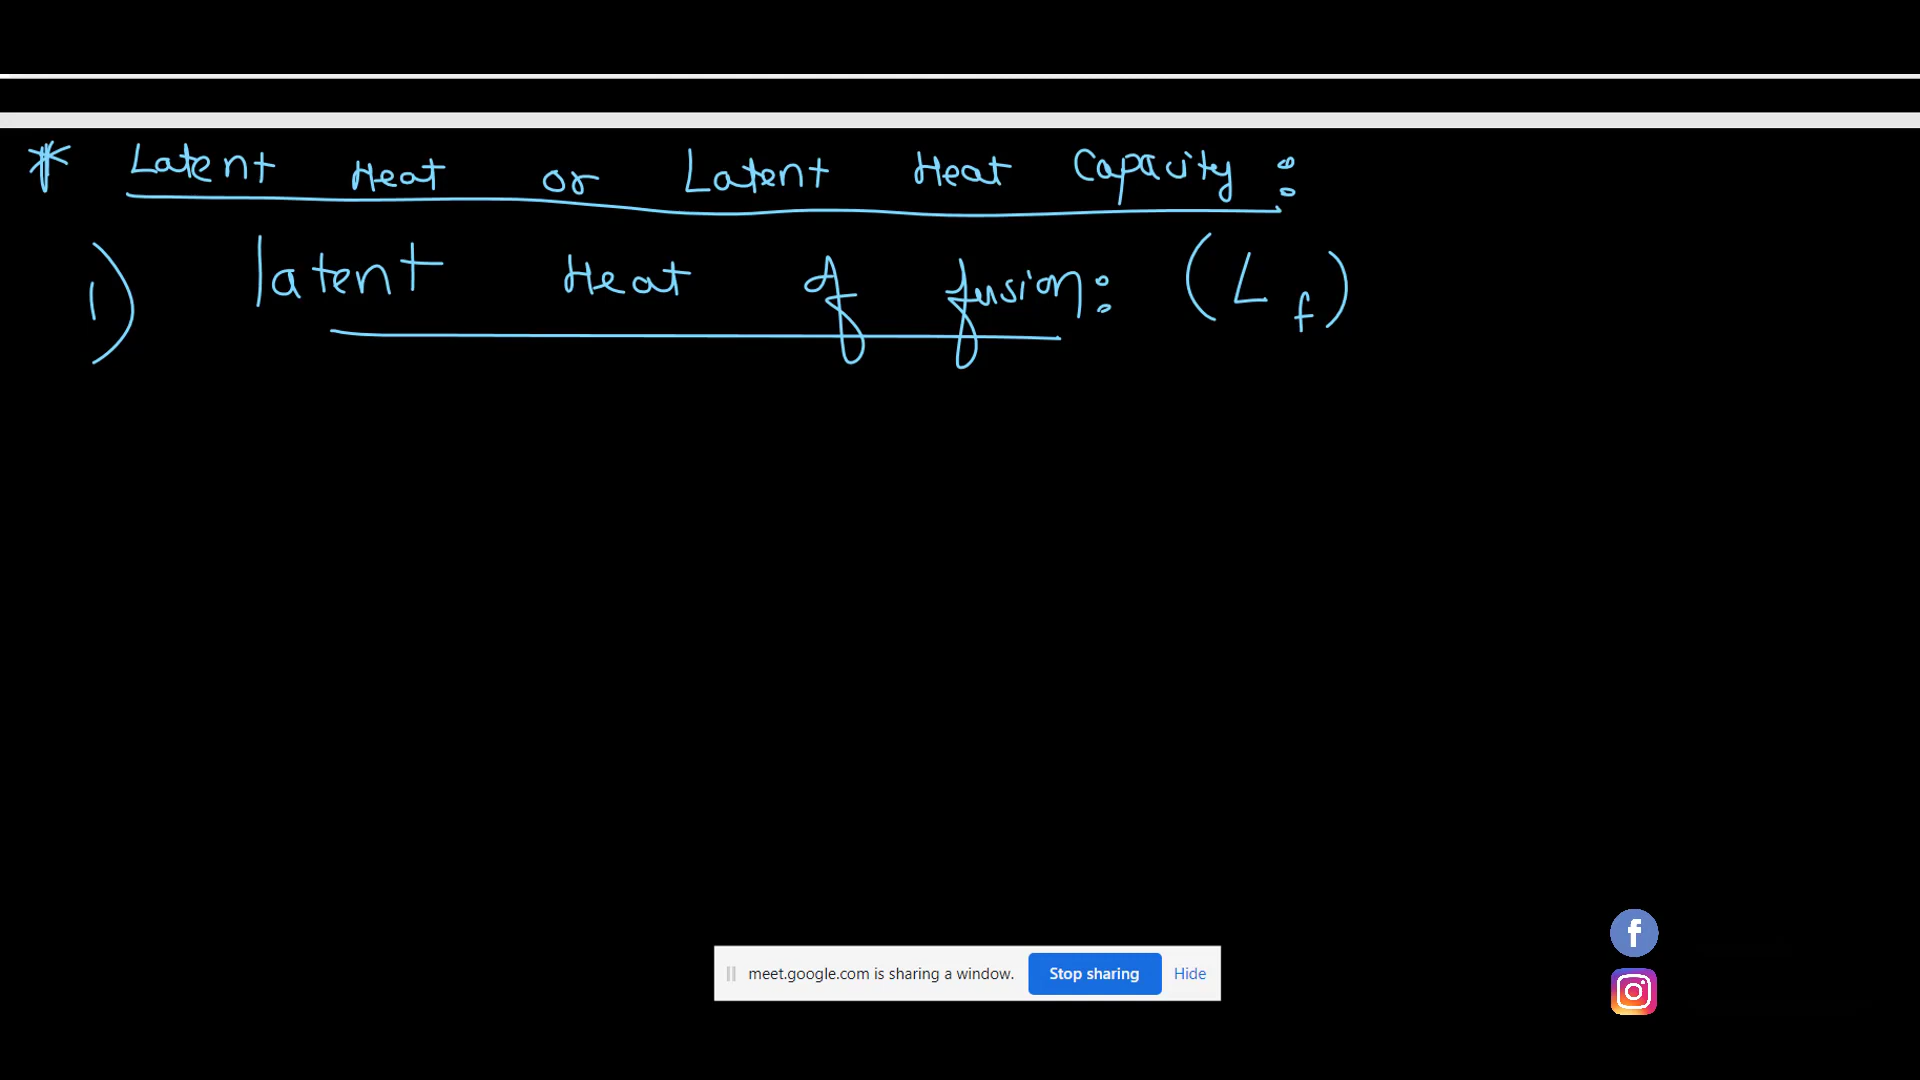 * Latent Heat or Latent Heat Capacity :
1) latent Heat of fusion: (Lf)
meet.google.com is sharing a window. Stop sharing Hide